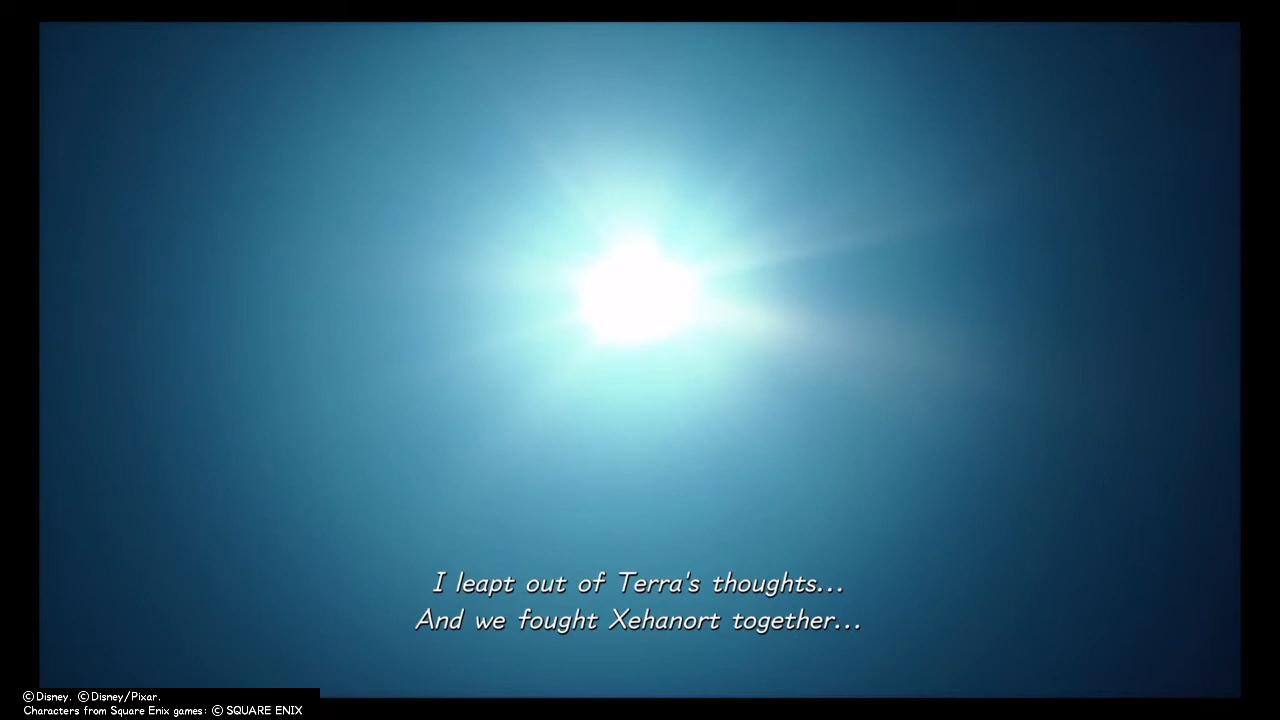 I leapt out of Terra's thoughts...
And we fought Xehanort together...
©Disney. ©Disney/Pixar.
Characters from Square Enix games: © SQUARE ENIX